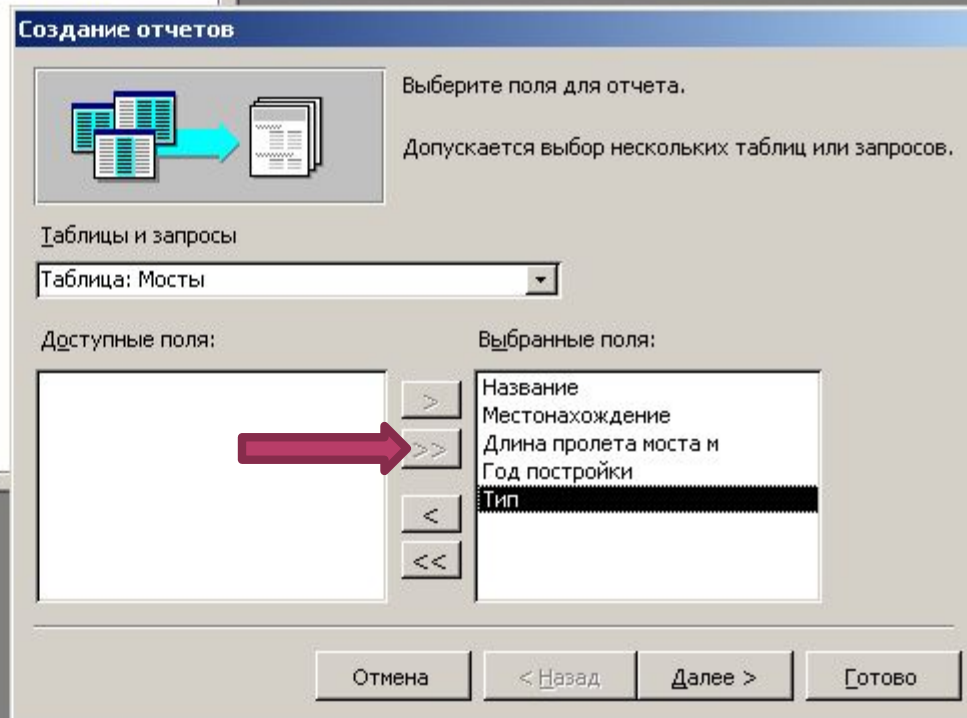 Создание отчетов
Выберите поля для отчета.
Допускается выбор нескольких таблиц или запросов.
Таблицы и запросы
Таблица: Мосты
Доступные поля:
Выбранные поля:
>
>>
<
<<
Название
Местонахождение
Длина пролета моста м
Год постройки
Тип
Отмена
< Назад
Далее >
Готово